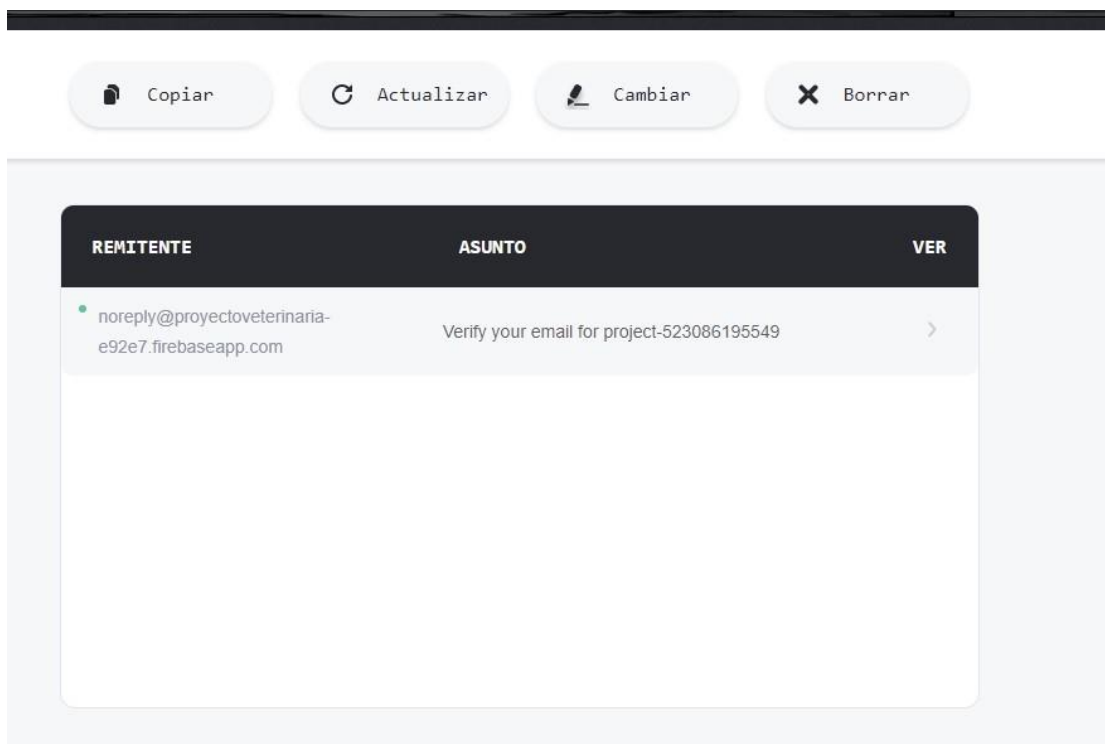 Copiar
Actualizar
Cambiar
Borrar
REMITENTE
ASUNTO
VER
noreply@proyectoveterinaria-
e92e7.firebaseapp.com
Verify your email for project-523086195549